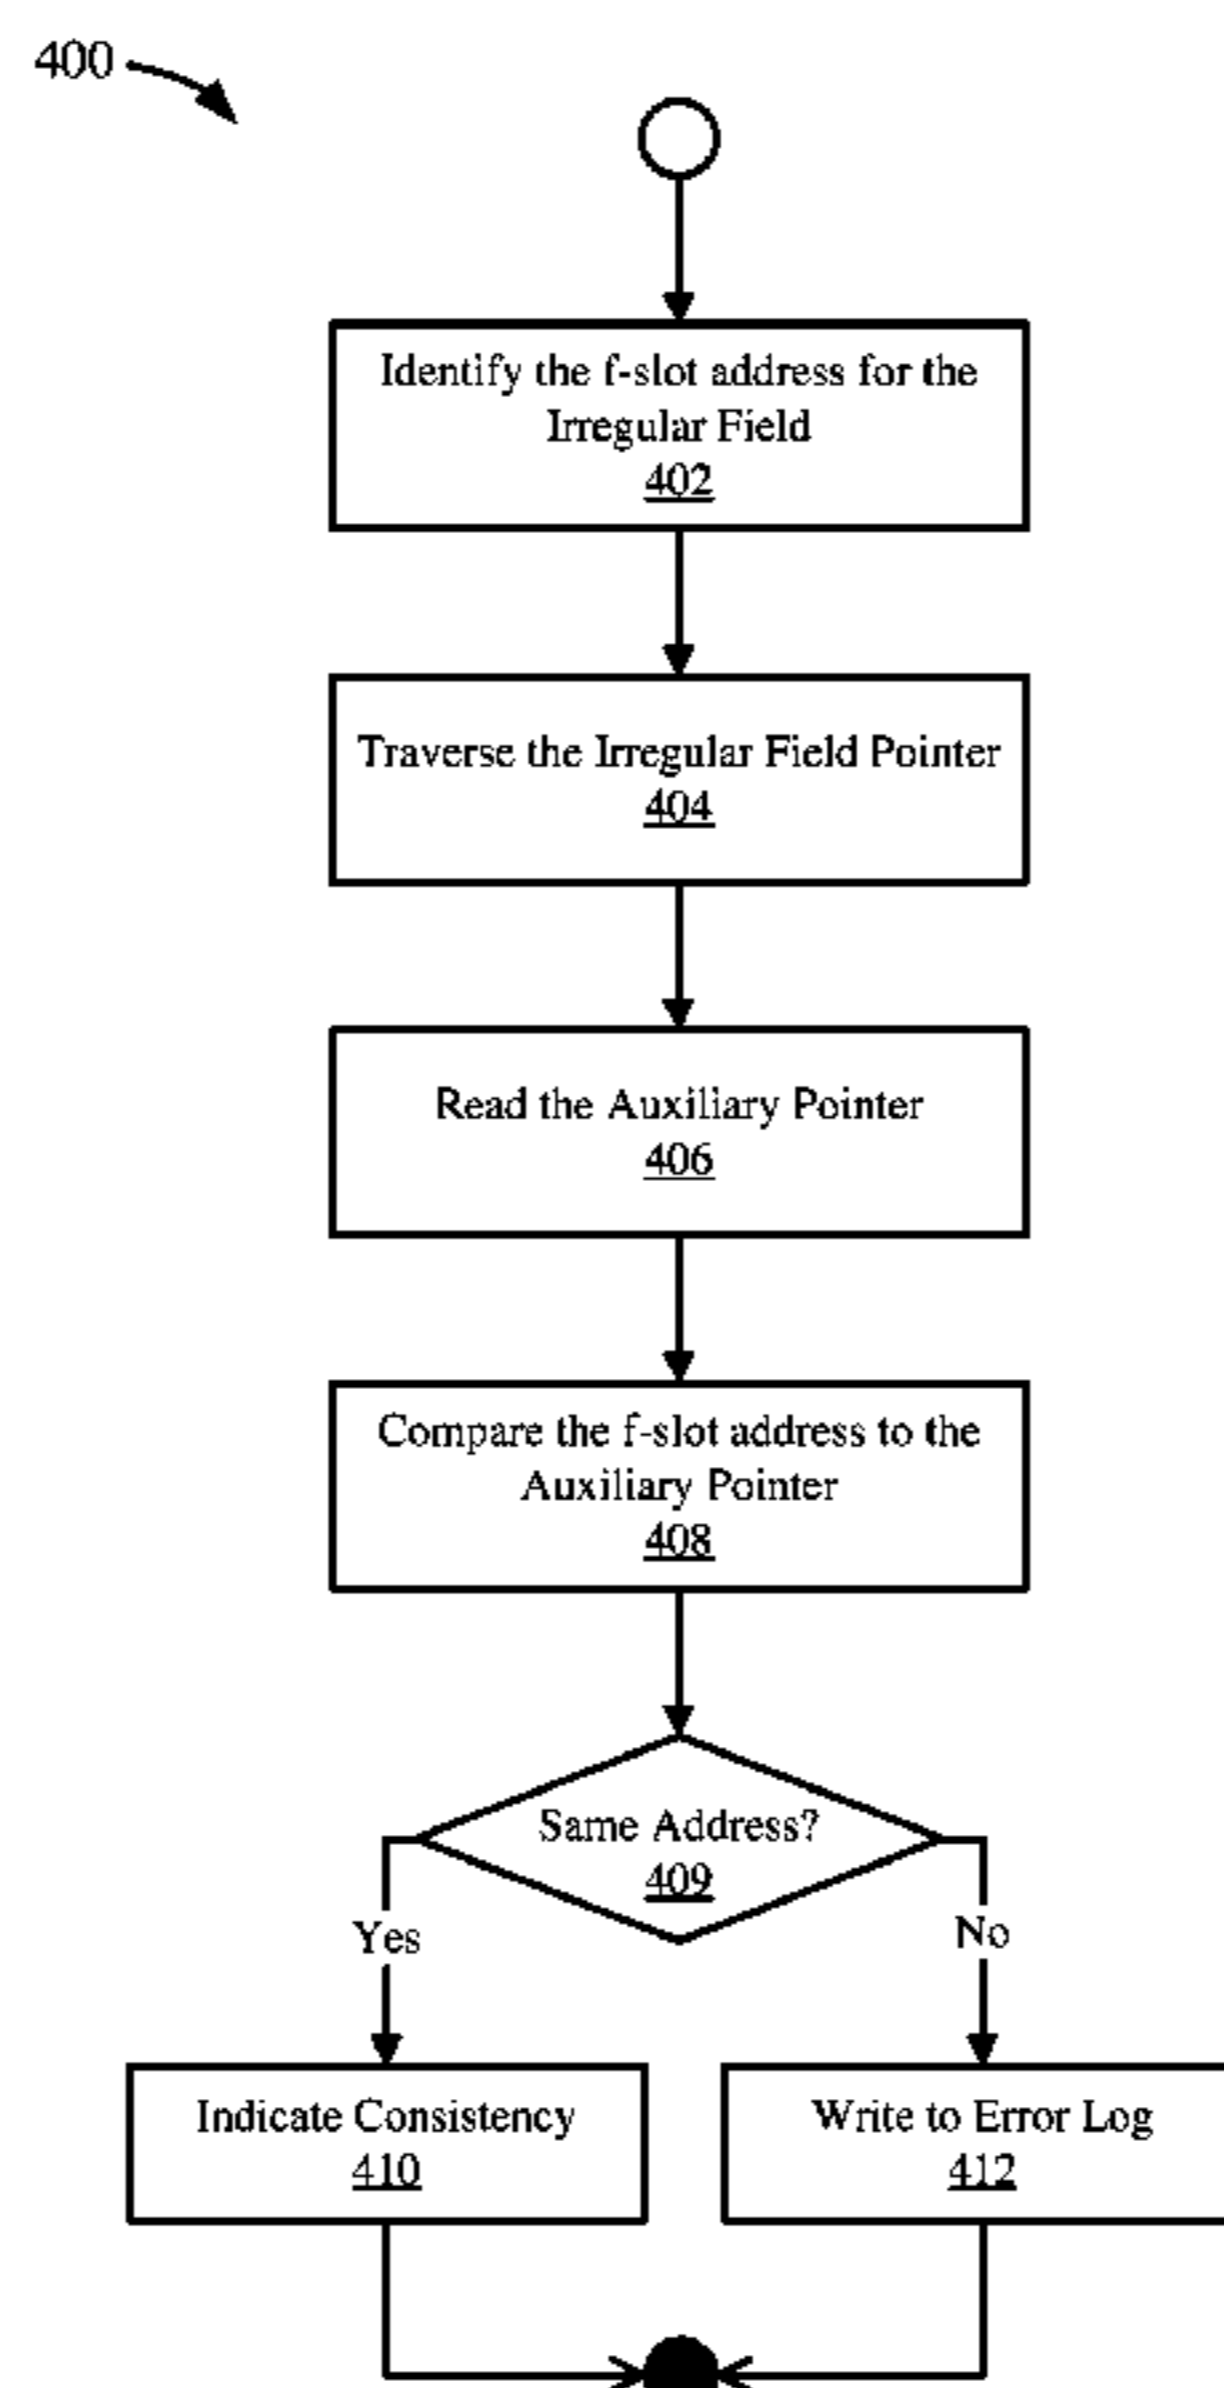 400
Identify the f-slot address for the
Irregular Field
402
Traverse the Irregular Field Pointer
404
Read the Auxiliary Pointer
406
Compare the f-slot address to the
Auxiliary Pointer
408
Same Address?
409
Yes
No
Indicate Consistency
410
Write to Error Log
412